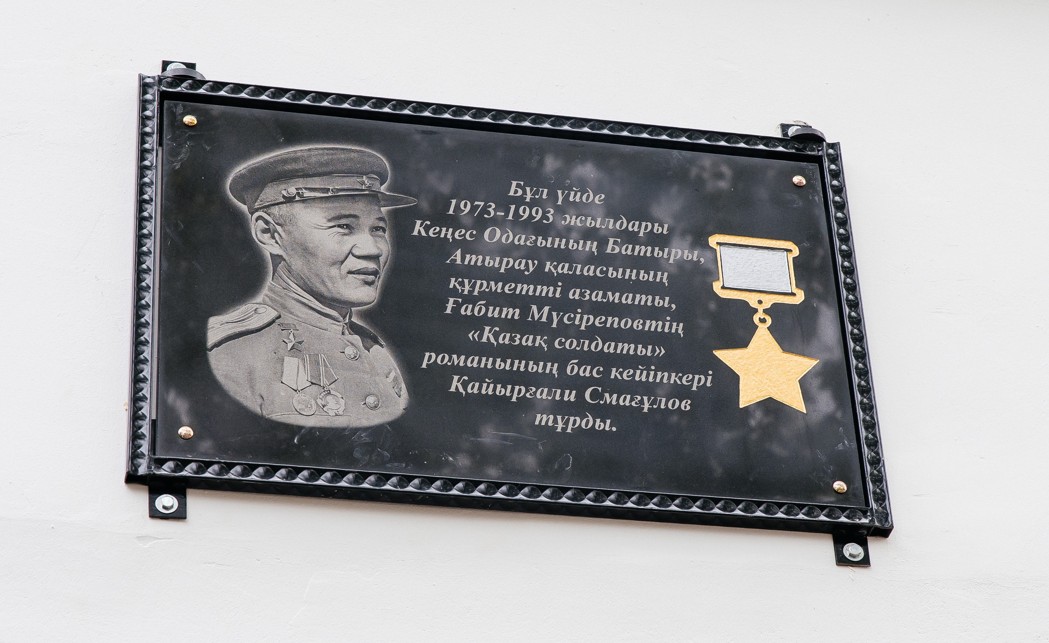 Бұл үйде
1973-1993 жылдары
Кеңес Одағының Батыры,
Атырау қаласының
құрметті азаматы,
Ғабит Мүсіреповтің
«Қазақ солдаты»
романының бас кейіпкері
Қайырғали Смағұлов
тұрды.